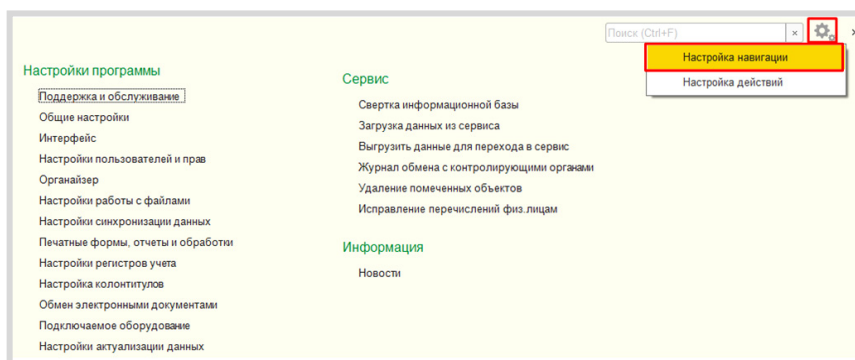 Поиск (Ctrl+F)
Настройка навигации
Настройка действий
Настройки программы
Поддержка и обслуживание
Общие настройки
Интерфейс
Настройки пользователей и прав
Органайзер
Настройки работы с файлами
Настройки синхронизации данных
Печатные формы, отчеты и обработки
Настройки регистров учета
Настройка колонтитулов
Обмен электронными документами
Подключаемое оборудование
Настройки актуализации данных
Сервис
Свертка информационной базы
Загрузка данных из сервиса
Выгрузить данные для перехода в сервис
Журнал обмена с контролирующими органами
Удаление помеченных объектов
Исправление перечислений физ.лицам
Информация
Новости